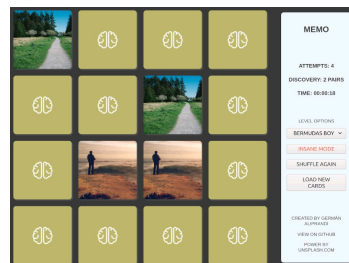 MEMO
ATTEMPTS: 4
DISCOVERY: 2 PAIRS
TIME: 00:00:18
LEVEL OPTIONS
BERMUDAS BOY
INSANE MODE
SHUFFLE AGAIN
LOAD NEW
CARDS
CREATED BY GERMÁN
ALIPRANDI
VIEW ON GITHUB
POWER BY
UNSPLASH.COM